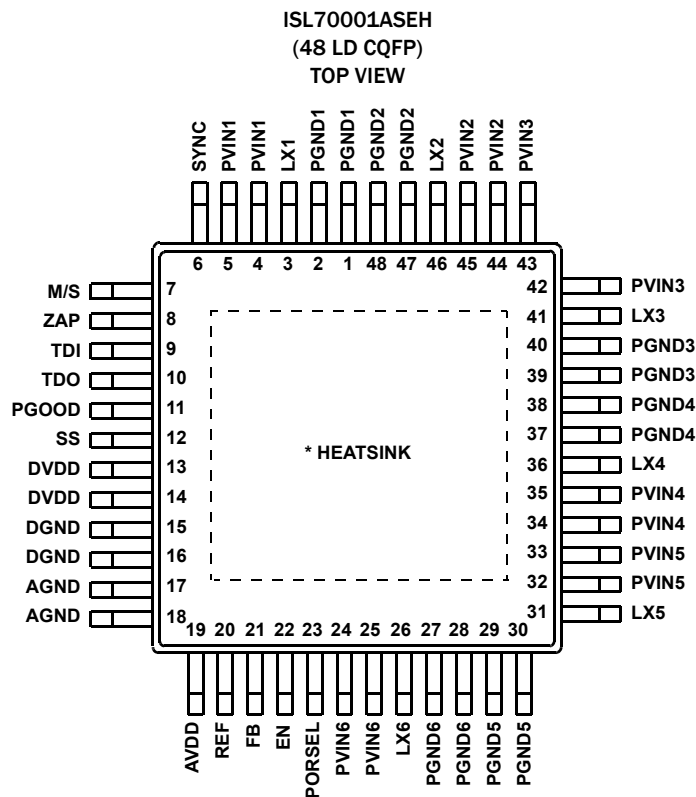 ISL70001ASEH
(48 LD CQFP)
TOP VIEW
SYNC
PVIN1
PVIN1
LX1
PGND1
PGND1
PGND2
PGND2
LX2
PVIN2
PVIN2
PVIN3
6 5 4 3 2 1 48 47 46 45 44 43
M/S 7
ZAP 8
TDI 9
TDO 10
PGOOD 11
SS 12
DVDD 13
DVDD 14
DGND 15
DGND 16
AGND 17
AGND 18
* HEATSINK
42 PVIN3
41 LX3
40 PGND3
39 PGND3
38 PGND4
37 PGND4
36 LX4
35 PVIN4
34 PVIN4
33 PVIN5
32 PVIN5
31 LX5
19 20 21 22 23 24 25 26 27 28 29 30
AVDD
REF
FB
EN
PORSEL
PVIN6
PVIN6
LX6
PGND6
PGND6
PGND5
PGND5